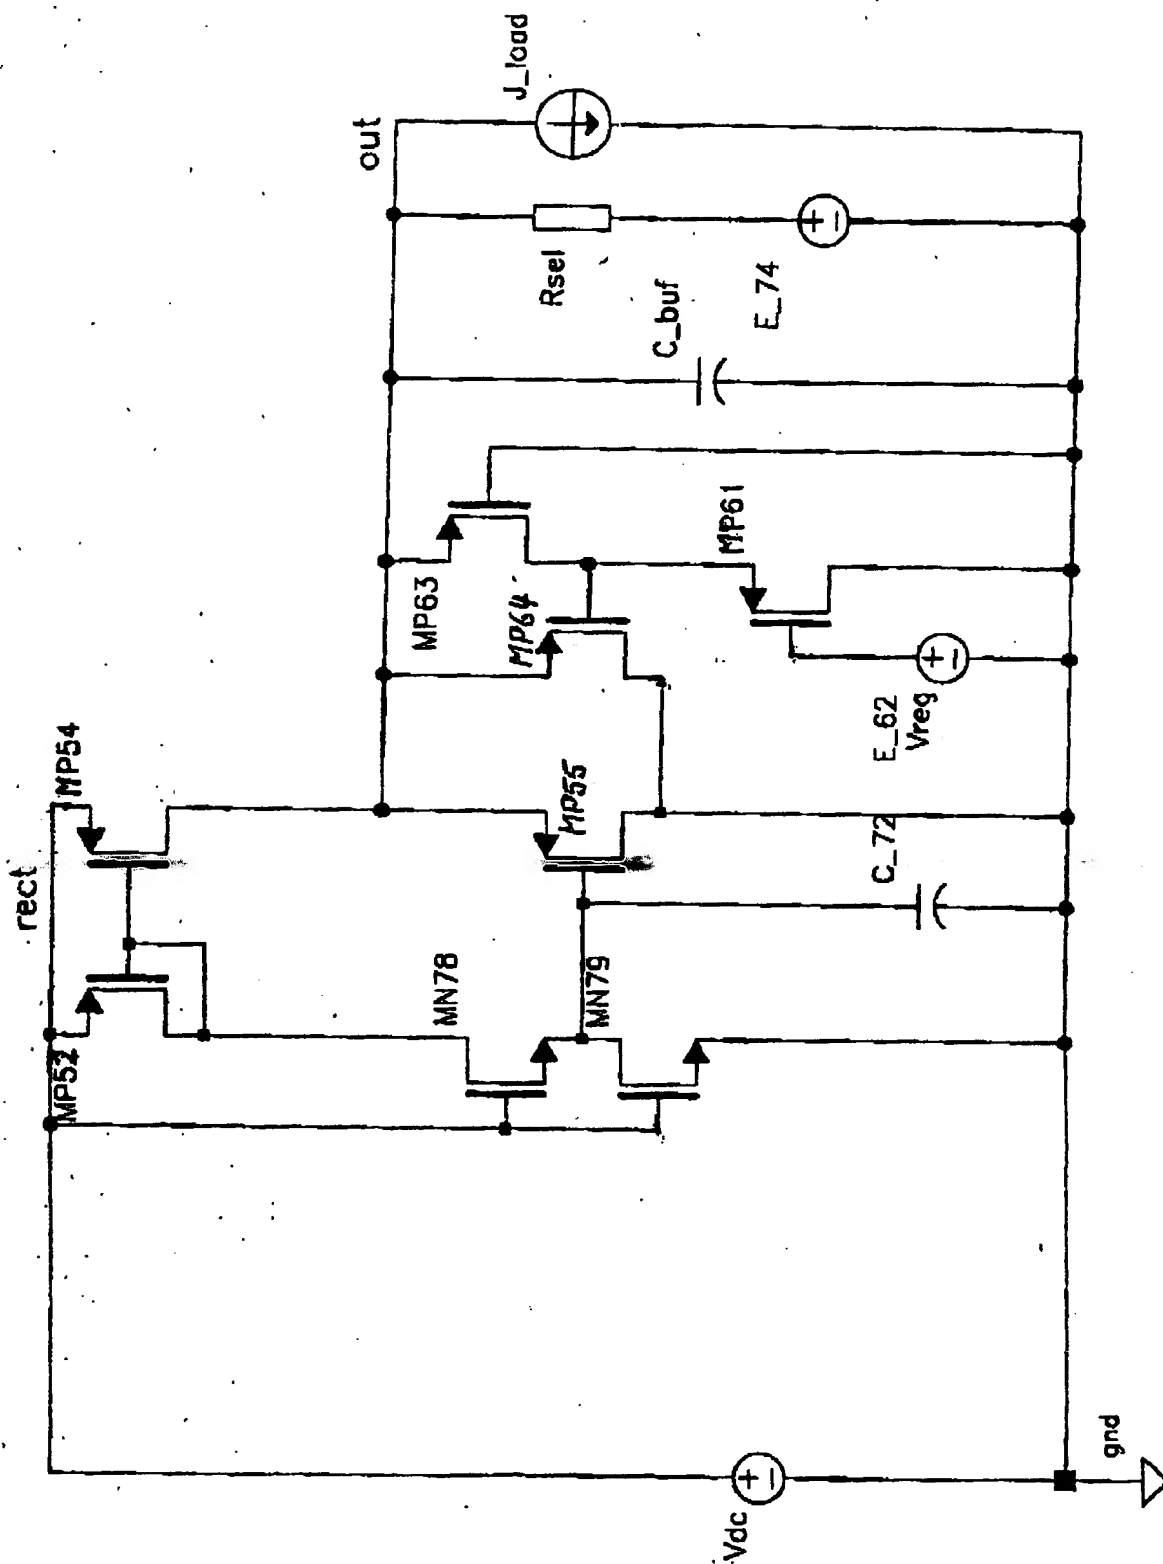 rect
MP54
MP52
out
J_load
MP63
MP64
MP61
Rsel
C_buf
E_74
MN78
MN79
MP55
C_72
E_62
Vreg
Vdc
gnd